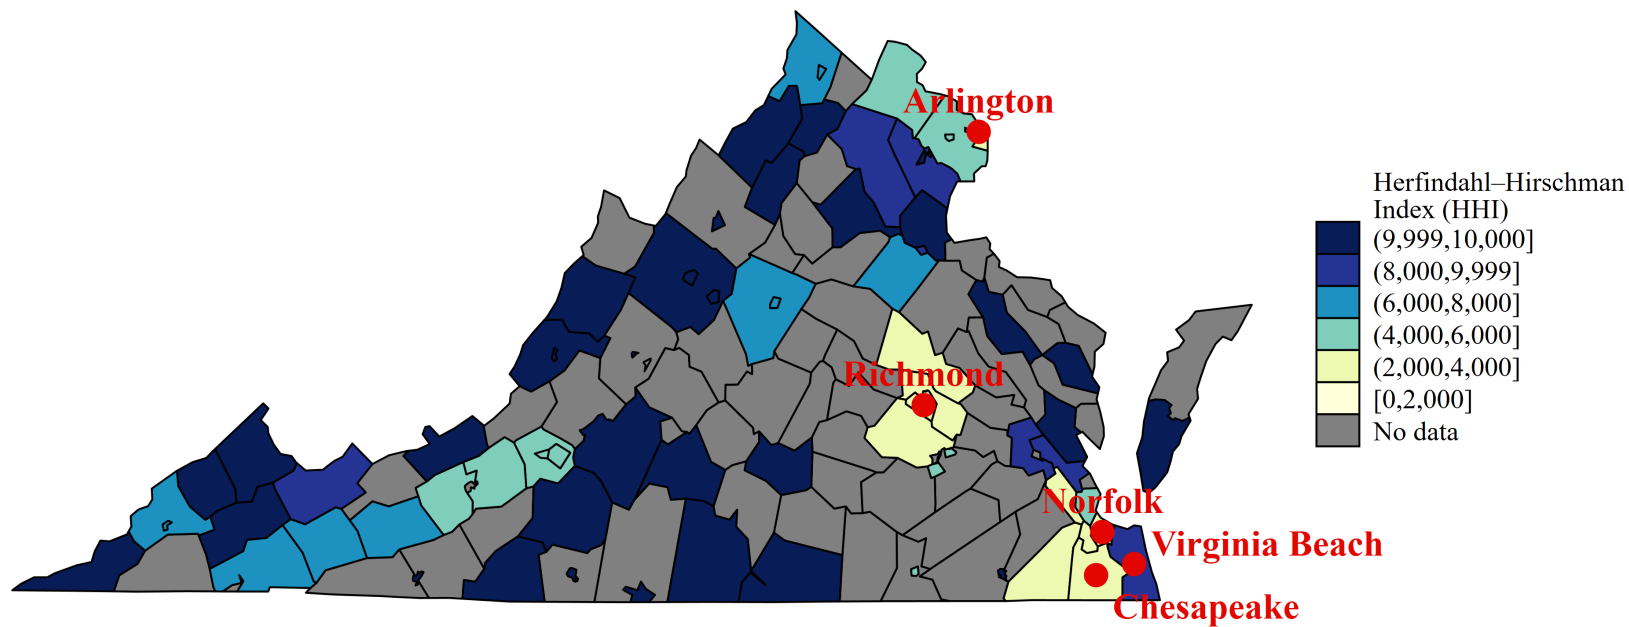 Arlington
Richmond
Norfolk
Virginia Beach
Chesapeake
Herfindahl–Hirschman
Index (HHI)
(9,999,10,000]
(8,000,9,999]
(6,000,8,000]
(4,000,6,000]
(2,000,4,000]
[0,2,000]
No data